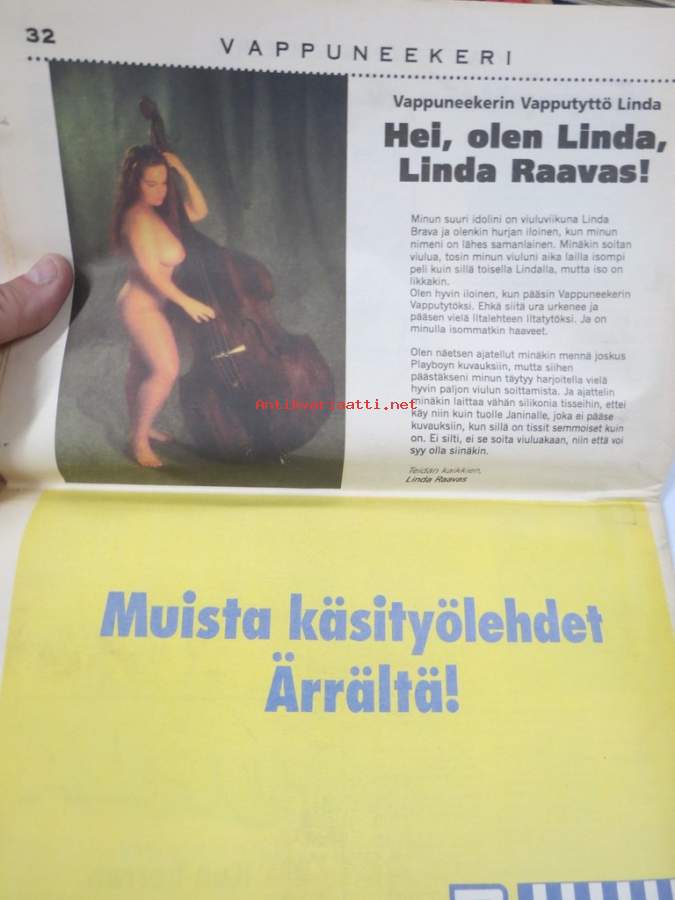 32
VAPPUNEEKERI
Vappuneekerin Vapputyttö Linda
Hei, olen Linda,
Linda Raavas!
Minun suuri idolini on viuluviikuna Linda
Brava ja olenkin hurjan iloinen, kun minun
nimeni on lähes samanlainen. Minäkin soitan
viulua, tosin minun viuluni aika lailla isompi
peli kuin sillä toisella Lindalla, mutta iso on
likkakin.
Olen hyvin iloinen, kun pääsin Vappuneekerin
Vapputytöksi. Ehkä siitä ura urkenee ja
pääsen vielä Iltalehteen Iltatytöksi. Ja on
minulla isommatkin haaveet.
Olen näetsen ajatellut minäkin mennä joskus
Playboyn kuvauksiin, mutta siihen
päästäkseni minun täytyy harjoitella vielä
hyvin paljon viulun soittamista. Ja ajattelin
minäkin laittaa vähän silikonia tisseihin, ettei
käy niin kuin tuolle Janinalle, joka ei pääse
kuvauksiin, kun sillä on tissit semmoiset kuin
on. Ei silti, ei se soita viuluakaan, niin että voi
syy olla siinäkin.
Teidän kaikkien,
Linda Raavas
Antikvariaatti.net
Muista käsityölehdet
Ärrältä!